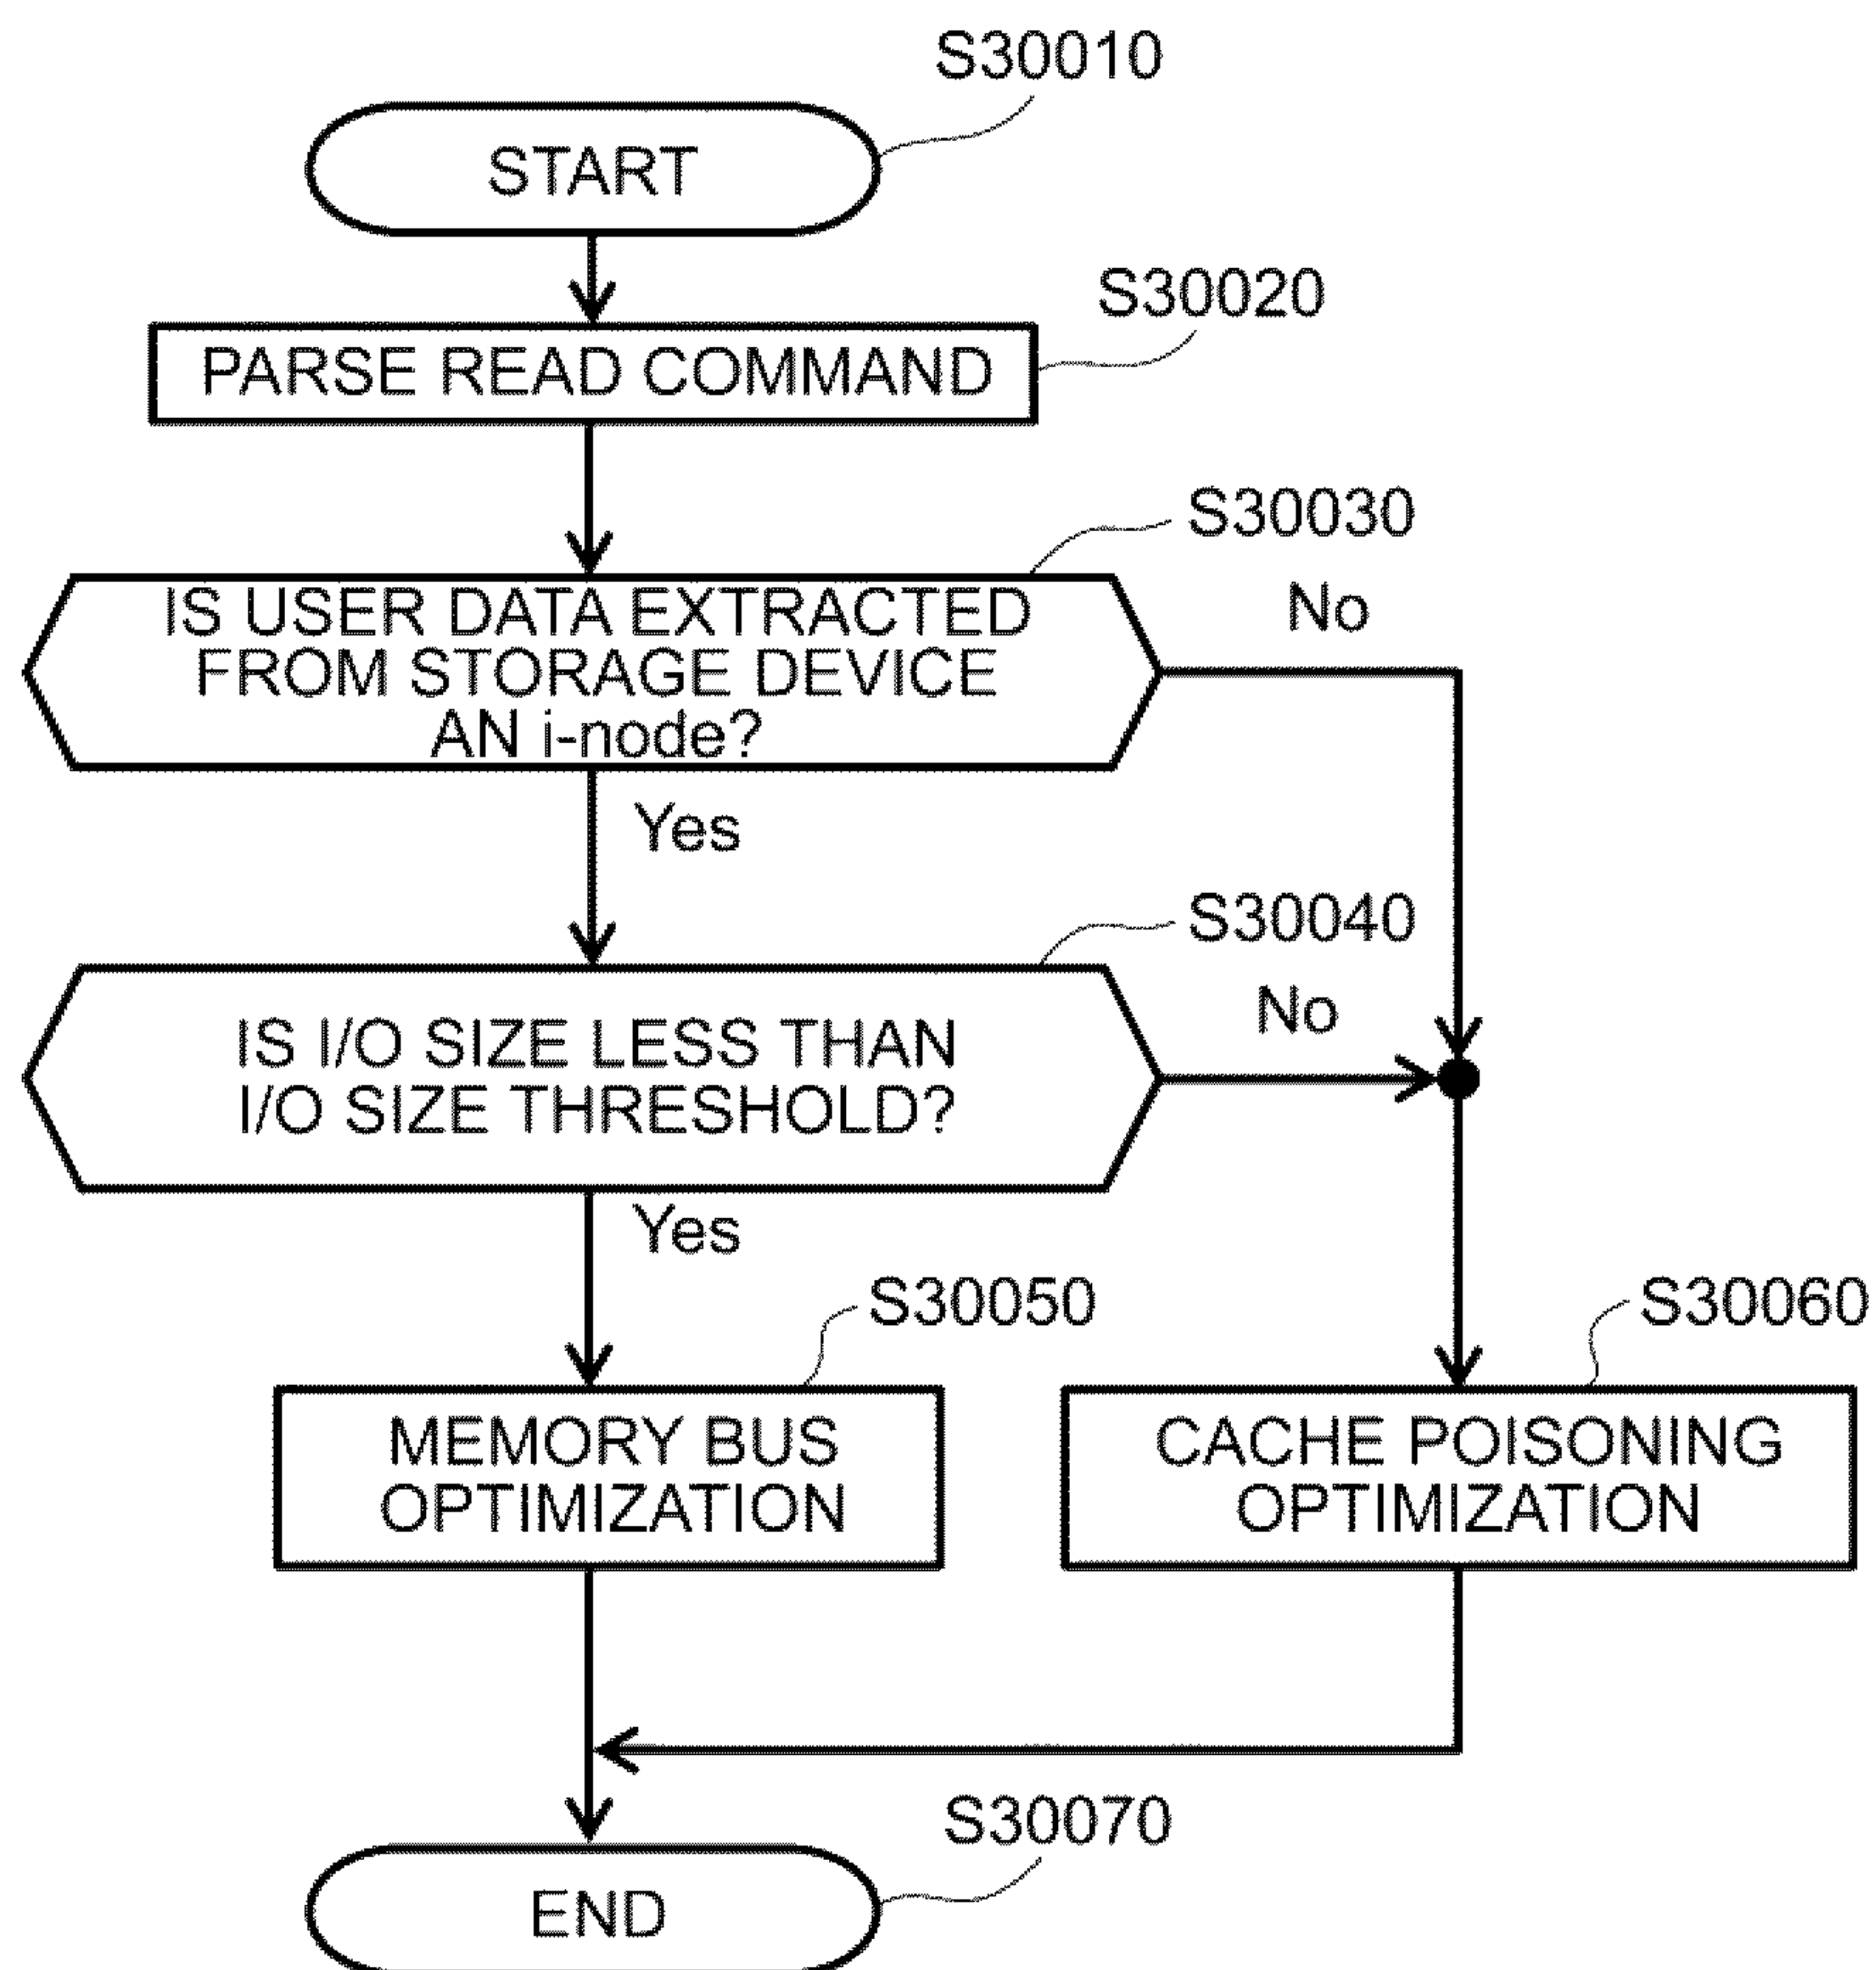 S30010
START
S30020
PARSE READ COMMAND
S30030
IS USER DATA EXTRACTED
FROM STORAGE DEVICE
AN i-node?
No
Yes
S30040
IS I/O SIZE LESS THAN
I/O SIZE THRESHOLD?
No
Yes
S30050
MEMORY BUS
OPTIMIZATION
S30060
CACHE POISONING
OPTIMIZATION
S30070
END